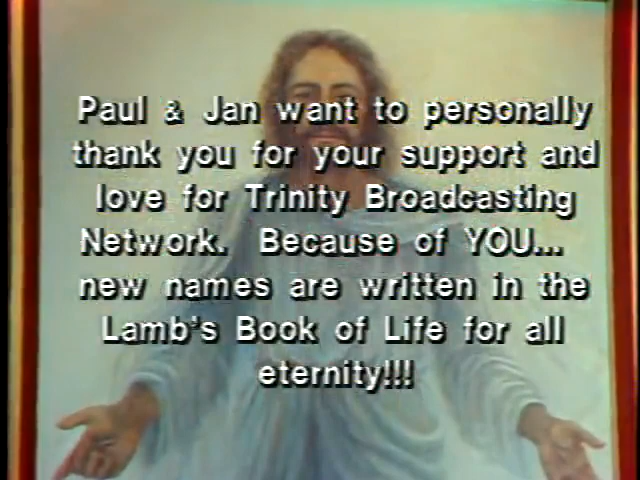 Paul & Jan want to personally
thank you for your support and
love for Trinity Broadcasting
Network. Because of YOU...
new names are written in the
Lamb's Book of Life for all
eternity!!!